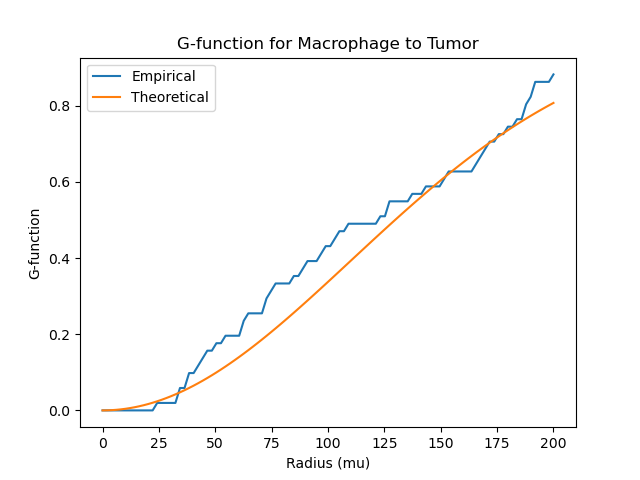 G-function for Macrophage to Tumor
Empirical
Theoretical
0.8
0.6
0.4
0.2
0.0
G-function
0 25 50 75 100 125 150 175 200
Radius (mu)